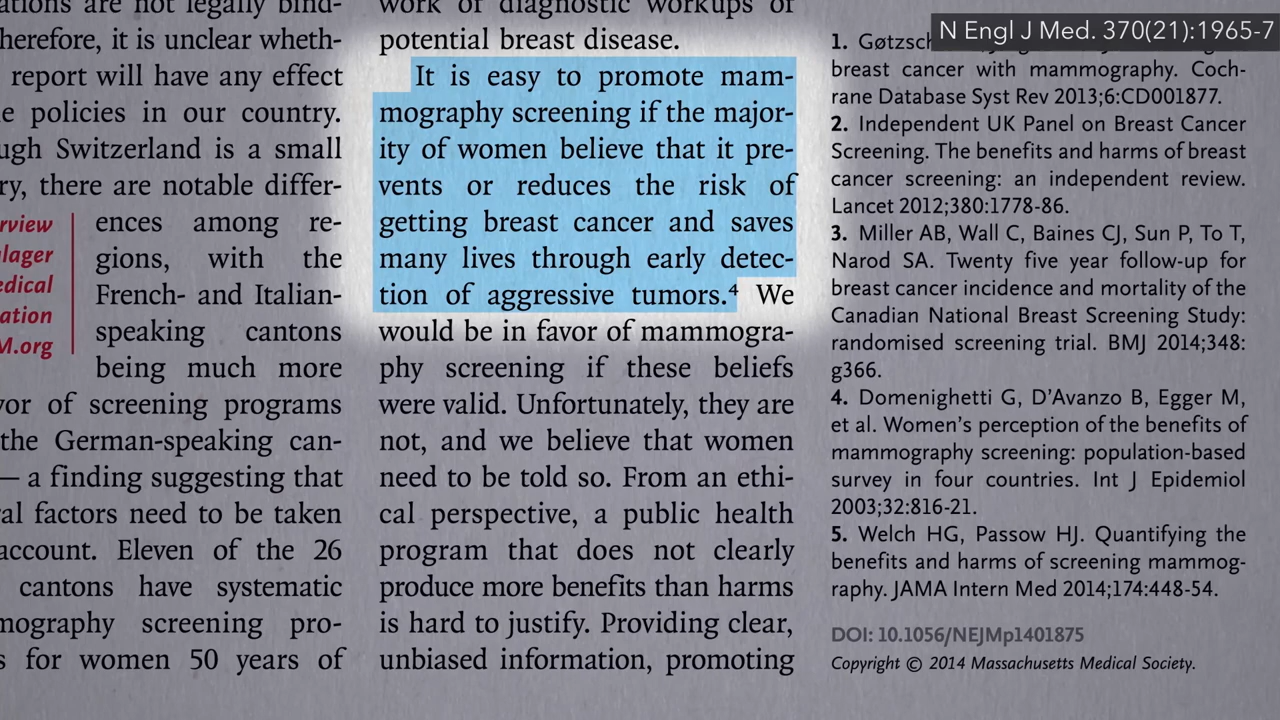 N Engl J Med. 370(21):1965-7
are not legally bind-
it is unclear wheth-
report will have any effect
policies in our country.
Switzerland is a small
there are notable differ-
ences among re-
gions, with the
French- and Italian-
speaking cantons
being much more
of screening programs
the German-speaking can-
— a finding suggesting that
factors need to be taken
account. Eleven of the 26
cantons have systematic
pro-
for women 50 years of
work of diagnostic workups of
potential breast disease.
It is easy to promote mam-
mography screening if the major-
ity of women believe that it pre-
vents or reduces the risk of
getting breast cancer and saves
many lives through early detec-
tion of aggressive tumors.⁴ We
would be in favor of mammogra-
phy screening if these beliefs
were valid. Unfortunately, they are
not, and we believe that women
need to be told so. From an ethi-
cal perspective, a public health
program that does not clearly
produce more benefits than harms
is hard to justify. Providing clear,
unbiased information, promoting
1.
breast cancer with mammography. Coch-
rane Database Syst Rev 2013;6:CD001877.
2. Independent UK Panel on Breast Cancer
Screening. The benefits and harms of breast
cancer screening: an independent review.
Lancet 2012;380:1778-86.
3. Miller AB, Wall C, Baines CJ, Sun P, To T,
Narod SA. Twenty five year follow-up for
breast cancer incidence and mortality of the
Canadian National Breast Screening Study:
randomised screening trial. BMJ 2014;348:
g366.
4. Domenighetti G, D'Avanzo B, Egger M,
et al. Women's perception of the benefits of
mammography screening: population-based
survey in four countries. Int J Epidemiol
2003;32:816-21.
5. Welch HG, Passow HJ. Quantifying the
benefits and harms of screening mammog-
raphy. JAMA Intern Med 2014;174:448-54.
DOI: 10.1056/NEJMp1401875
Copyright © 2014 Massachusetts Medical Society.